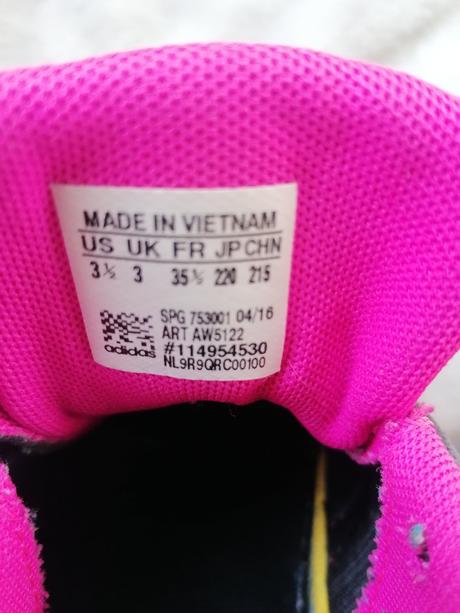 MADE IN VIETNAM
US UK FR JP CHN
3½ 3 35½ 220 215
SPG 753001 04/16
ART AW5122
#114954530
NL9R9QRC00100
adidas